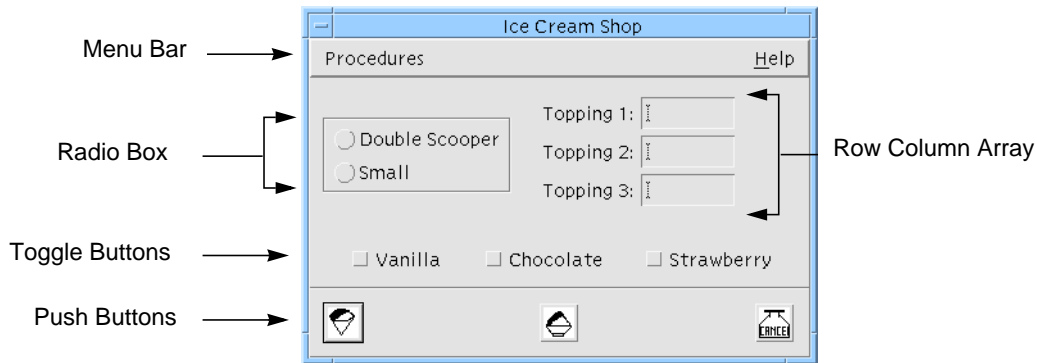 Ice Cream Shop
Menu Bar
Procedures Help
Radio Box
Double Scooper
Small
Topping 1:
Topping 2:
Topping 3:
Row Column Array
Toggle Buttons
Vanilla Chocolate Strawberry
Push Buttons
CANCEL